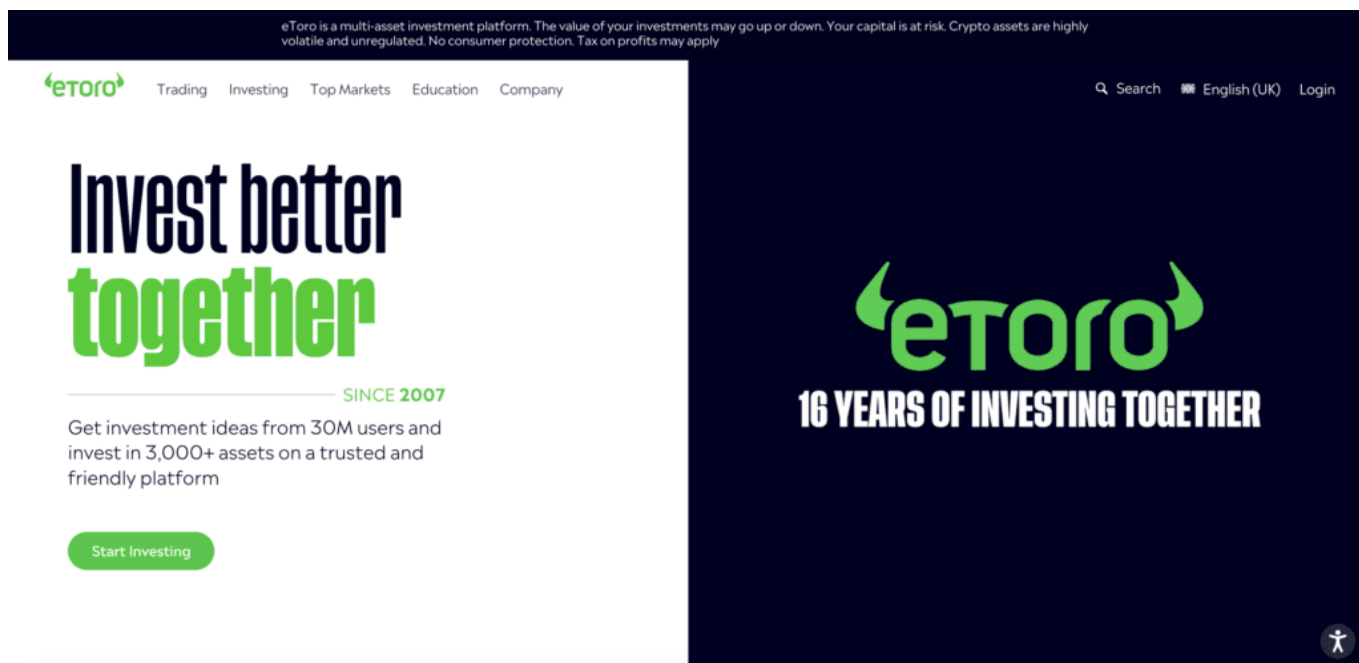 eToro is a multi-asset investment platform. The value of your investments may go up or down. Your capital is at risk. Crypto assets are highly
volatile and unregulated. No consumer protection. Tax on profits may apply
eToro Trading Investing Top Markets Education Company Search English (UK) Login
Invest better
together
SINCE 2007
Get investment ideas from 30M users and
invest in 3,000+ assets on a trusted and
friendly platform
Start Investing
eToro
16 YEARS OF INVESTING TOGETHER